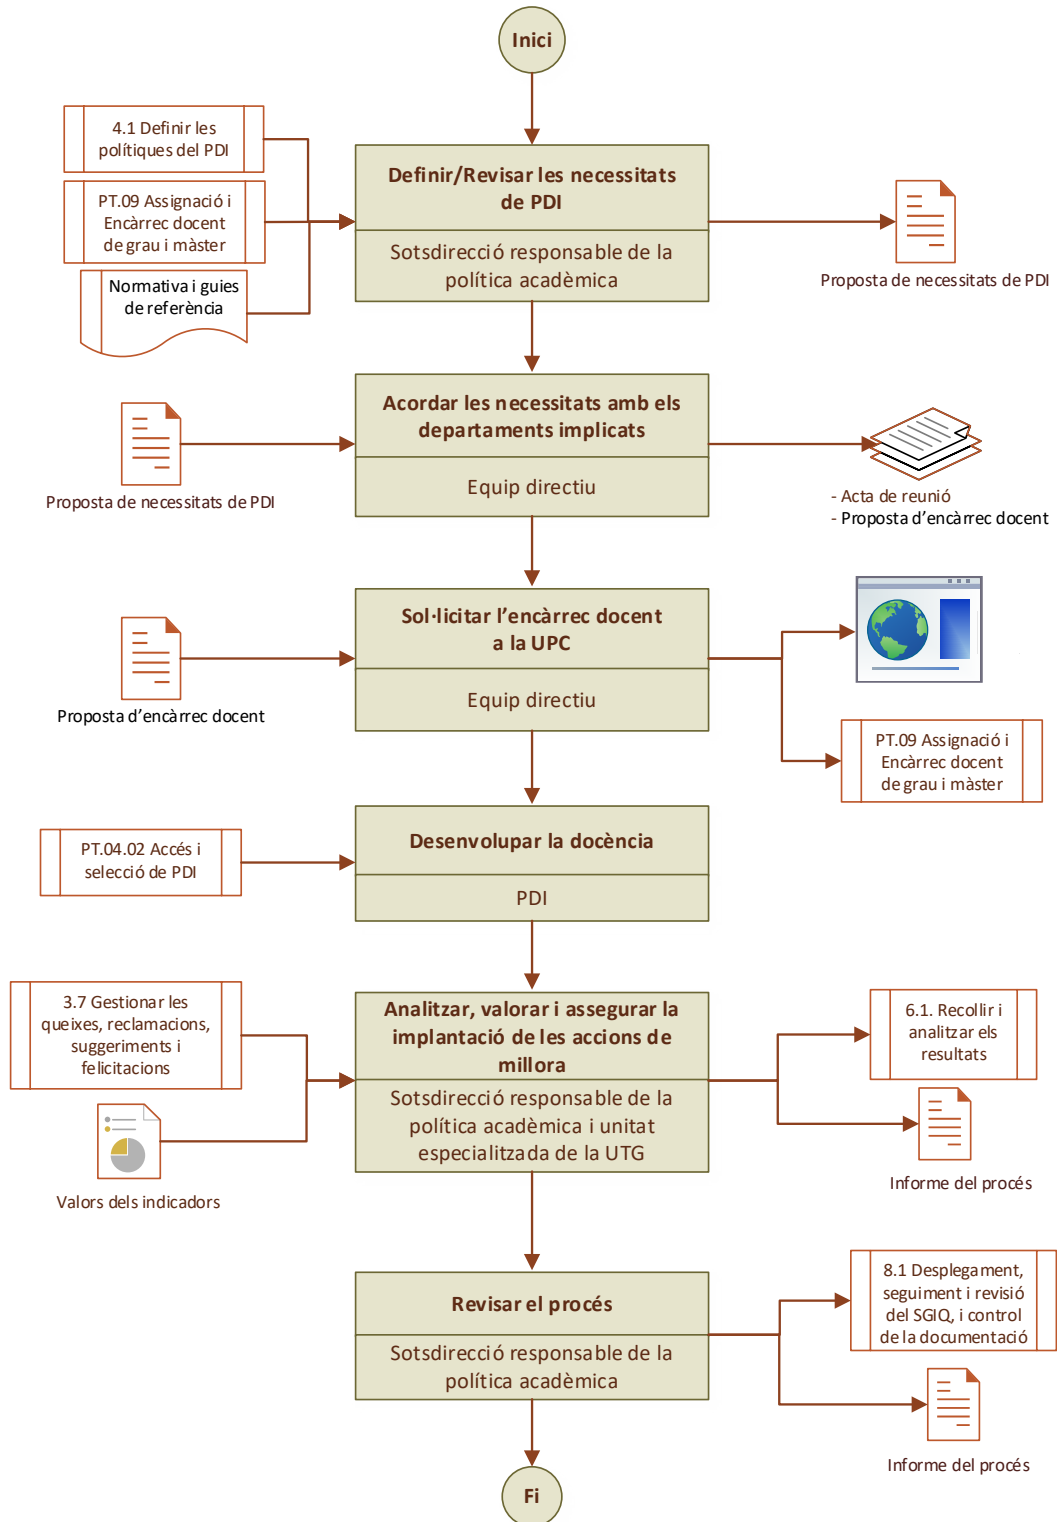 Inici
4.1 Definir les
polítiques del PDI
PT.09 Assignació i
Encàrrec docent
de grau i màster
Normativa i guies
de referència
Definir/Revisar les necessitats
de PDI
Sotsdirecció responsable de la
política acadèmica
Proposta de necessitats de PDI
Proposta de necessitats de PDI
Acordar les necessitats amb els
departaments implicats
Equip directiu
- Acta de reunió
- Proposta d’encàrrec docent
Proposta d’encàrrec docent
Sol·licitar l’encàrrec docent
a la UPC
Equip directiu
PT.09 Assignació i
Encàrrec docent
de grau i màster
PT.04.02 Accés i
selecció de PDI
Desenvolupar la docència
PDI
3.7 Gestionar les
queixes, reclamacions,
suggeriments i
felicitacions
Valors dels indicadors
Analitzar, valorar i assegurar la
implantació de les accions de
millora
Sotsdirecció responsable de la
política acadèmica i unitat
especialitzada de la UTG
6.1. Recollir i
analitzar els
resultats
Informe del procés
Revisar el procés
Sotsdirecció responsable de la
política acadèmica
8.1 Desplegament,
seguiment i revisió
del SGIQ, i control
de la documentació
Informe del procés
Fi